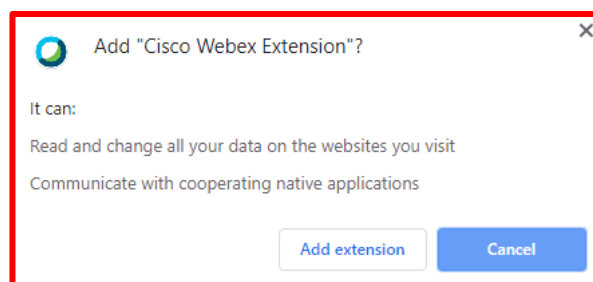 Add "Cisco Webex Extension"?
It can:
Read and change all your data on the websites you visit
Communicate with cooperating native applications
Add extension
Cancel